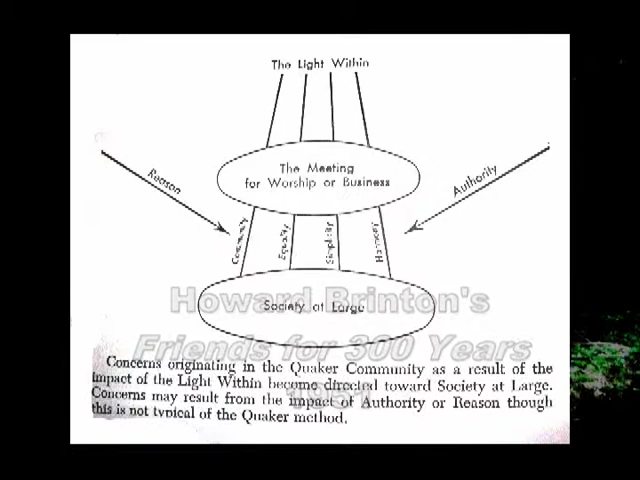 The Light Within
The Meeting
for Worship or Business
Reason
Authority
Community
Equality
Simplicity
Harmony
Society at Large
Howard Brinton's
Friends for 300 Years
1951
Concerns originating in the Quaker Community as a result of the
impact of the Light Within become directed toward Society at Large.
Concerns may result from the impact of Authority or Reason though
this is not typical of the Quaker method.